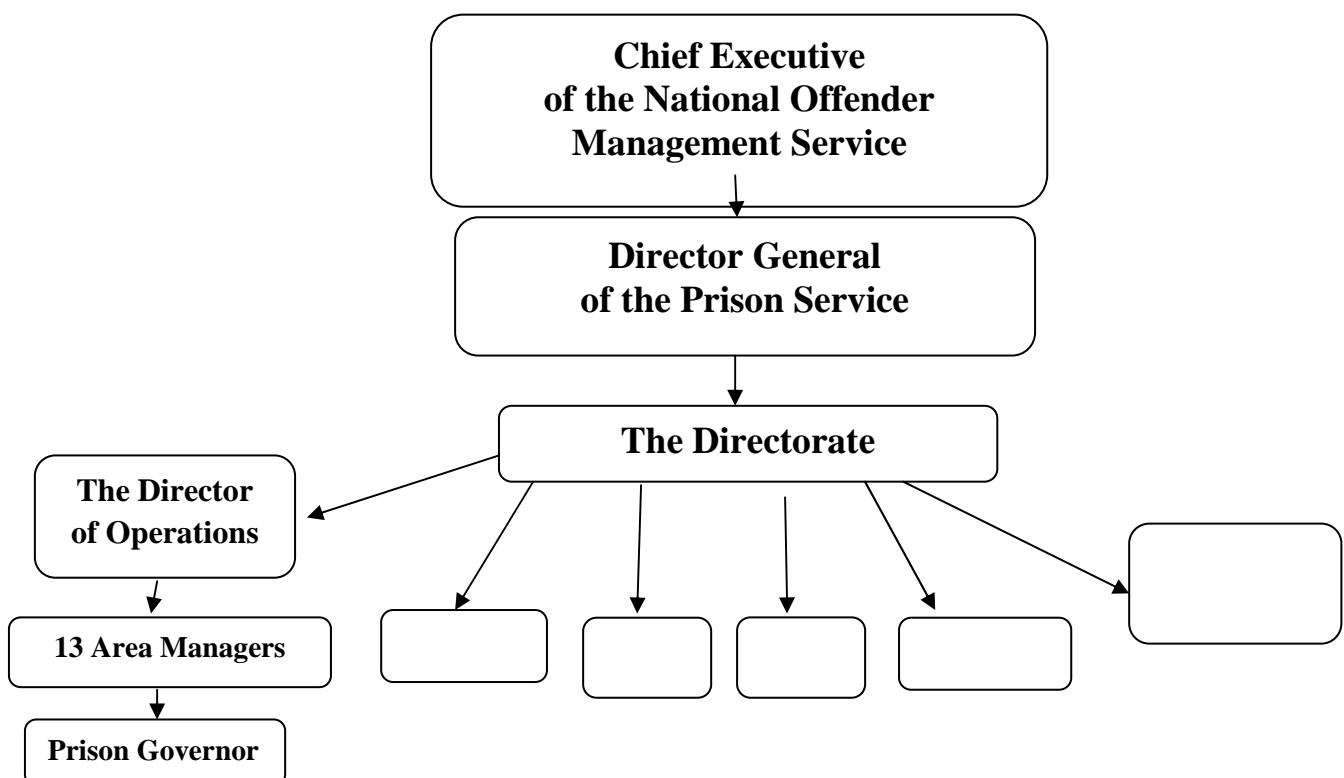 Chief Executive
of the National Offender
Management Service
Director General
of the Prison Service
The Directorate
The Director
of Operations
13 Area Managers
Prison Governor